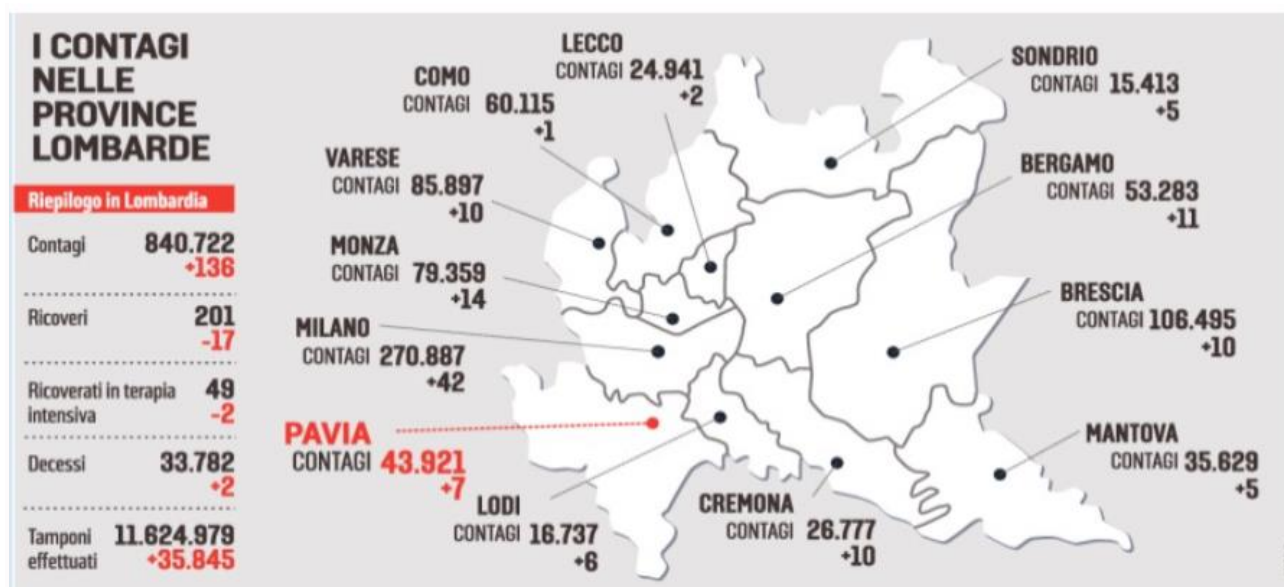 I CONTAGI
NELLE
PROVINCE
LOMBARDE
Riepilogo in Lombardia
Contagi 840.722
+136
Ricoveri 201
-17
Ricoverati in terapia
intensiva 49
-2
Decessi 33.782
+2
Tamponi
effettuati 11.624.979
+35.845
LECCO
CONTAGI 24.941
+2
COMO
CONTAGI 60.115
+1
VARESE
CONTAGI 85.897
+10
MONZA
CONTAGI 79.359
+14
MILANO
CONTAGI 270.887
+42
PAVIA
CONTAGI 43.921
+7
LODI
CONTAGI 16.737
+6
CREMONA
CONTAGI 26.777
+10
SONDRIO
CONTAGI 15.413
+5
BERGAMO
CONTAGI 53.283
+11
BRESCIA
CONTAGI 106.495
+10
MANTOVA
CONTAGI 35.629
+5